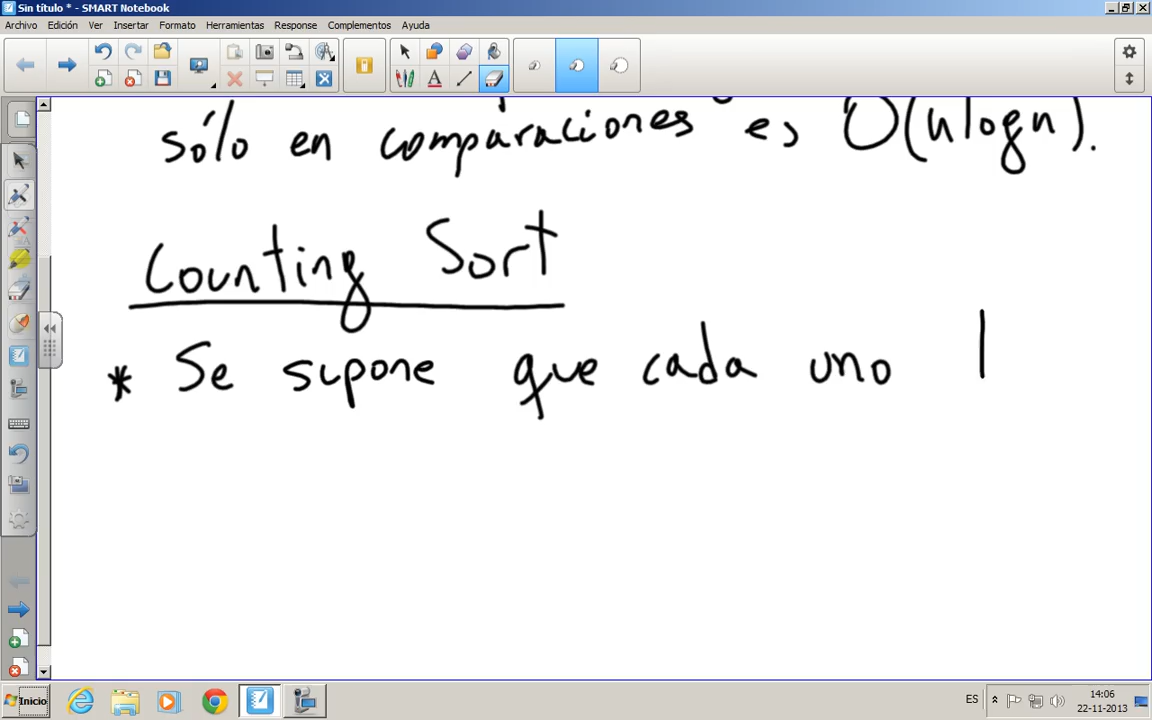 Sin título * - SMART Notebook
Archivo Edición Ver Insertar Formato Herramientas Response Complementos Ayuda
sólo en comparaciones es O(nlogn).
Counting Sort
* Se supone que cada uno
ES 14:06
22-11-2013
Inicio